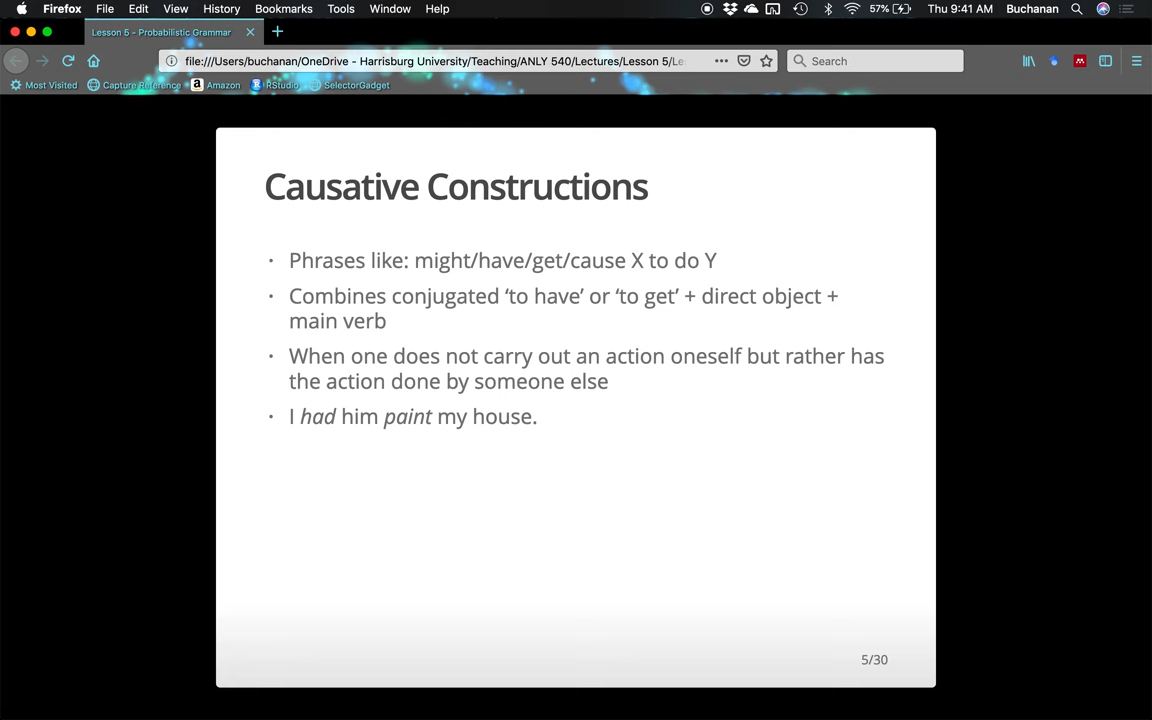 Firefox File Edit View History Bookmarks Tools Window Help 57% Thu 9:41 AM Buchanan
Lesson 5 - Probabilistic Grammar
file:///Users/buchanan/OneDrive - Harrisburg University/Teaching/ANLY 540/Lectures/Lesson 5/Le Search
Most Visited Capture Reference Amazon RStudio SelectorGadget
Causative Constructions
· Phrases like: might/have/get/cause X to do Y
· Combines conjugated ‘to have’ or ‘to get’ + direct object +
main verb
· When one does not carry out an action oneself but rather has
the action done by someone else
· I had him paint my house.
5/30